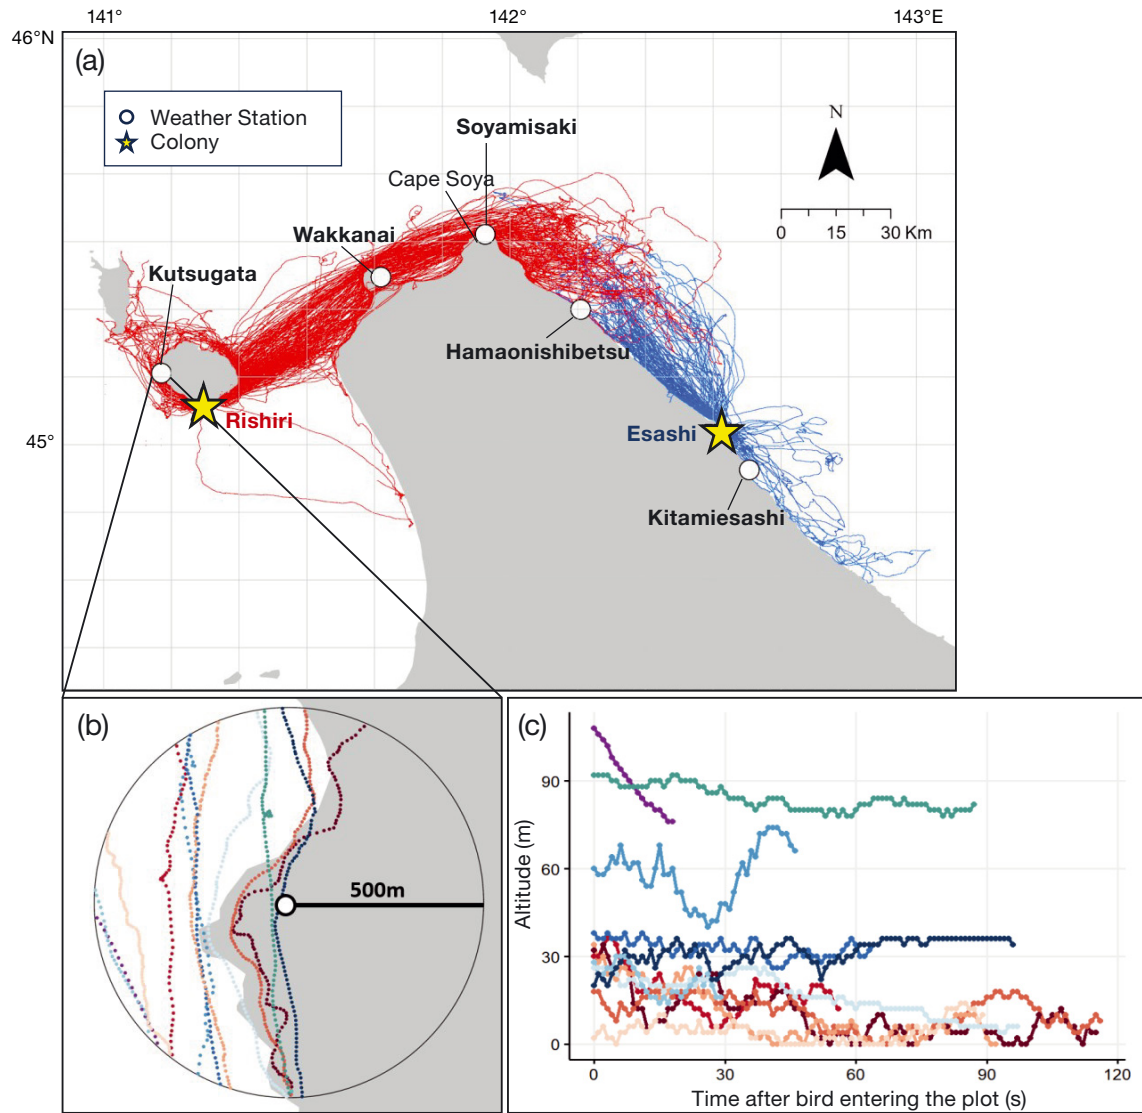 141°
142°
143°E
46°N
(a)
Weather Station
Colony
Soyamisaki
N
Cape Soya
0 15 30 Km
Wakkanai
Kutsugata
Hamaonishibetsu
Rishiri
Esashi
45°
Kitamiesashi
(b)
500m
(c)
90
60
30
0
Altitude (m)
0 30 60 90 120
Time after bird entering the plot (s)